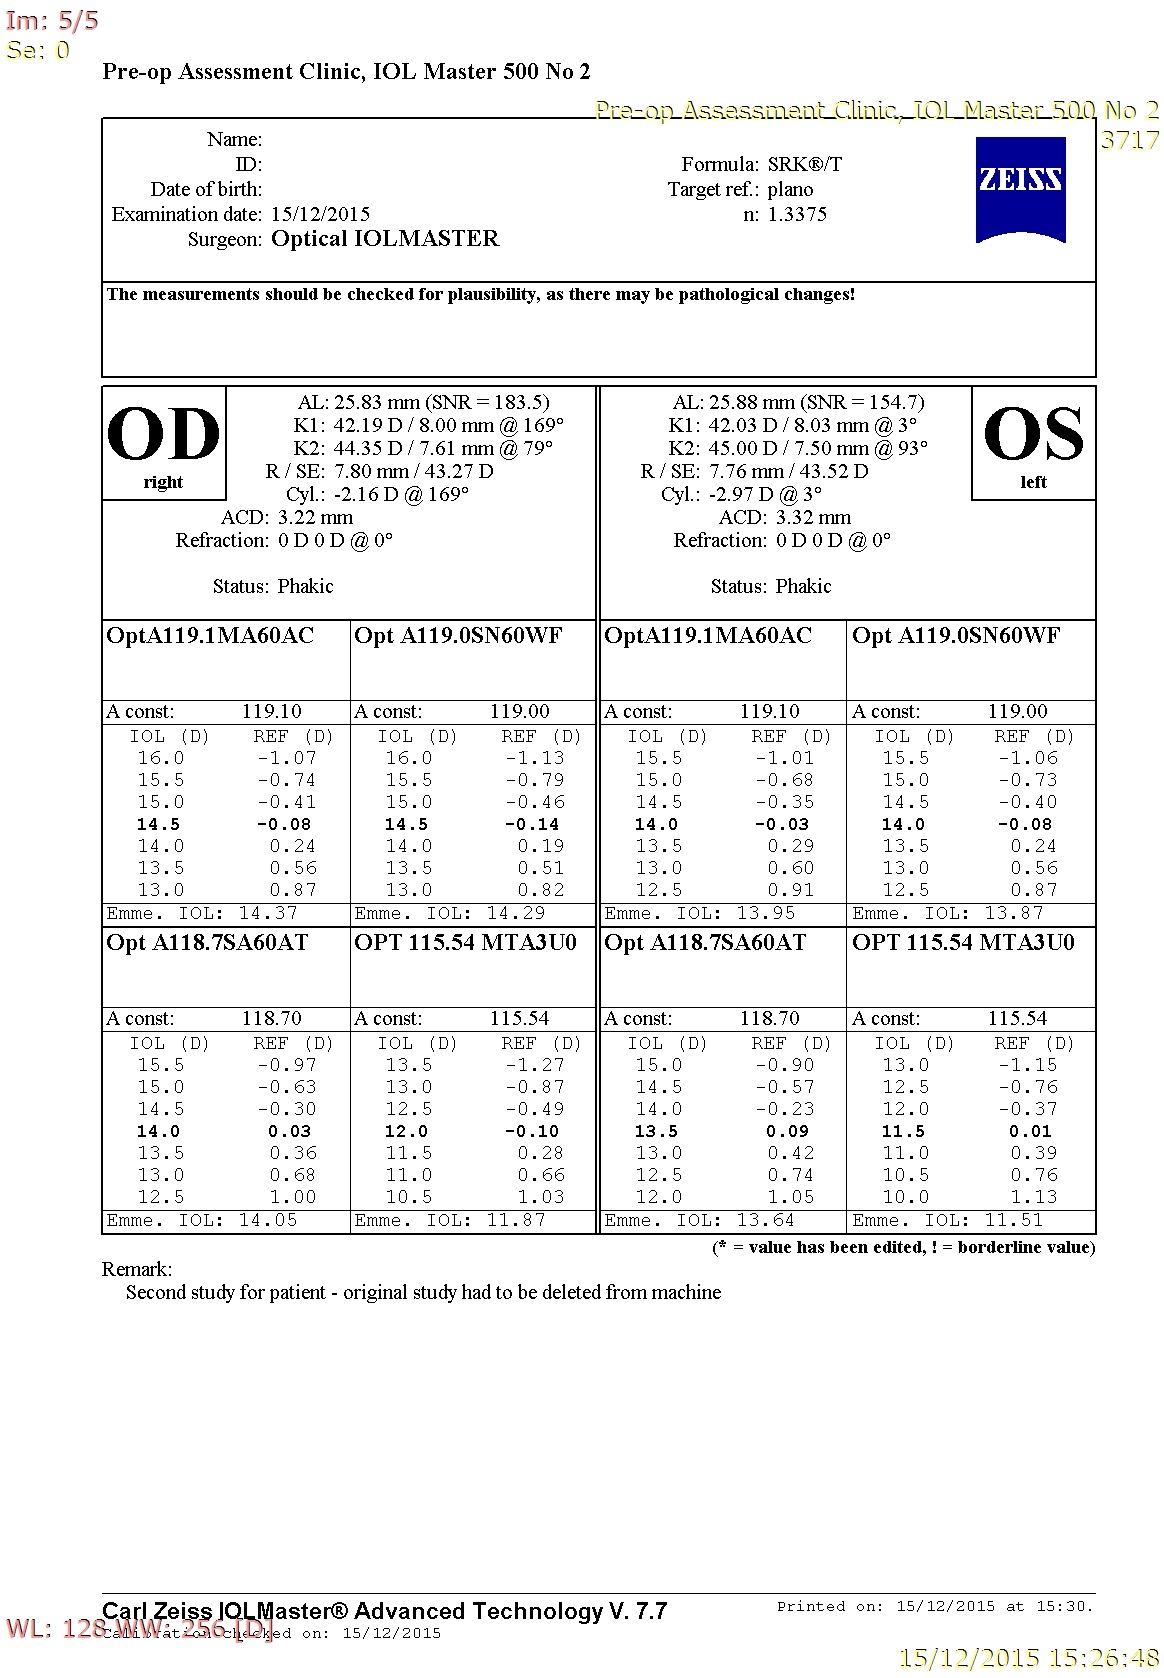 Im: 5/5
Se: 0
Pre-op Assessment Clinic, IOL Master 500 No 2
Pre-op Assessment Clinic, IOL Master 500 No 2
3717
Name:
ID:
Formula: SRK®/T
Date of birth:
Target ref.: plano
Examination date: 15/12/2015
n: 1.3375
Surgeon: Optical IOLMASTER
ZEISS
The measurements should be checked for plausibility, as there may be pathological changes!
OD
right
AL: 25.83 mm (SNR = 183.5)
K1: 42.19 D / 8.00 mm @ 169°
K2: 44.35 D / 7.61 mm @ 79°
R / SE: 7.80 mm / 43.27 D
Cyl.: -2.16 D @ 169°
ACD: 3.22 mm
Refraction: 0 D 0 D @ 0°
Status: Phakic
AL: 25.88 mm (SNR = 154.7)
K1: 42.03 D / 8.03 mm @ 3°
K2: 45.00 D / 7.50 mm @ 93°
R / SE: 7.76 mm / 43.52 D
Cyl.: -2.97 D @ 3°
ACD: 3.32 mm
Refraction: 0 D 0 D @ 0°
Status: Phakic
OS
left
OptA119.1MA60AC Opt A119.0SN60WF OptA119.1MA60AC Opt A119.0SN60WF
A const: 119.10 A const: 119.00 A const: 119.10 A const: 119.00
IOL (D) REF (D) IOL (D) REF (D) IOL (D) REF (D) IOL (D) REF (D)
16.0 -1.07 16.0 -1.13 15.5 -1.01 15.5 -1.06
15.5 -0.74 15.5 -0.79 15.0 -0.68 15.0 -0.73
15.0 -0.41 15.0 -0.46 14.5 -0.35 14.5 -0.40
14.5 -0.08 14.5 -0.14 14.0 -0.03 14.0 -0.08
14.0 0.24 14.0 0.19 13.5 0.29 13.5 0.24
13.5 0.56 13.5 0.51 13.0 0.60 13.0 0.56
13.0 0.87 13.0 0.82 12.5 0.91 12.5 0.87
Emme. IOL: 14.37 Emme. IOL: 14.29 Emme. IOL: 13.95 Emme. IOL: 13.87
Opt A118.7SA60AT OPT 115.54 MTA3U0 Opt A118.7SA60AT OPT 115.54 MTA3U0
A const: 118.70 A const: 115.54 A const: 118.70 A const: 115.54
IOL (D) REF (D) IOL (D) REF (D) IOL (D) REF (D) IOL (D) REF (D)
15.5 -0.97 13.5 -1.27 15.0 -0.90 13.0 -1.15
15.0 -0.63 13.0 -0.87 14.5 -0.57 12.5 -0.76
14.5 -0.30 12.5 -0.49 14.0 -0.23 12.0 -0.37
14.0 0.03 12.0 -0.10 13.5 0.09 11.5 0.01
13.5 0.36 11.5 0.28 13.0 0.42 11.0 0.39
13.0 0.68 11.0 0.66 12.5 0.74 10.5 0.76
12.5 1.00 10.5 1.03 12.0 1.05 10.0 1.13
Emme. IOL: 14.05 Emme. IOL: 11.87 Emme. IOL: 13.64 Emme. IOL: 11.51
(* = value has been edited, ! = borderline value)
Remark:
Second study for patient - original study had to be deleted from machine
Carl Zeiss IOLMaster® Advanced Technology V. 7.7
Printed on: 15/12/2015 at 15:30.
WL: 128 WW: 256 [D]
Calibration checked on: 15/12/2015
15/12/2015 15:26:48